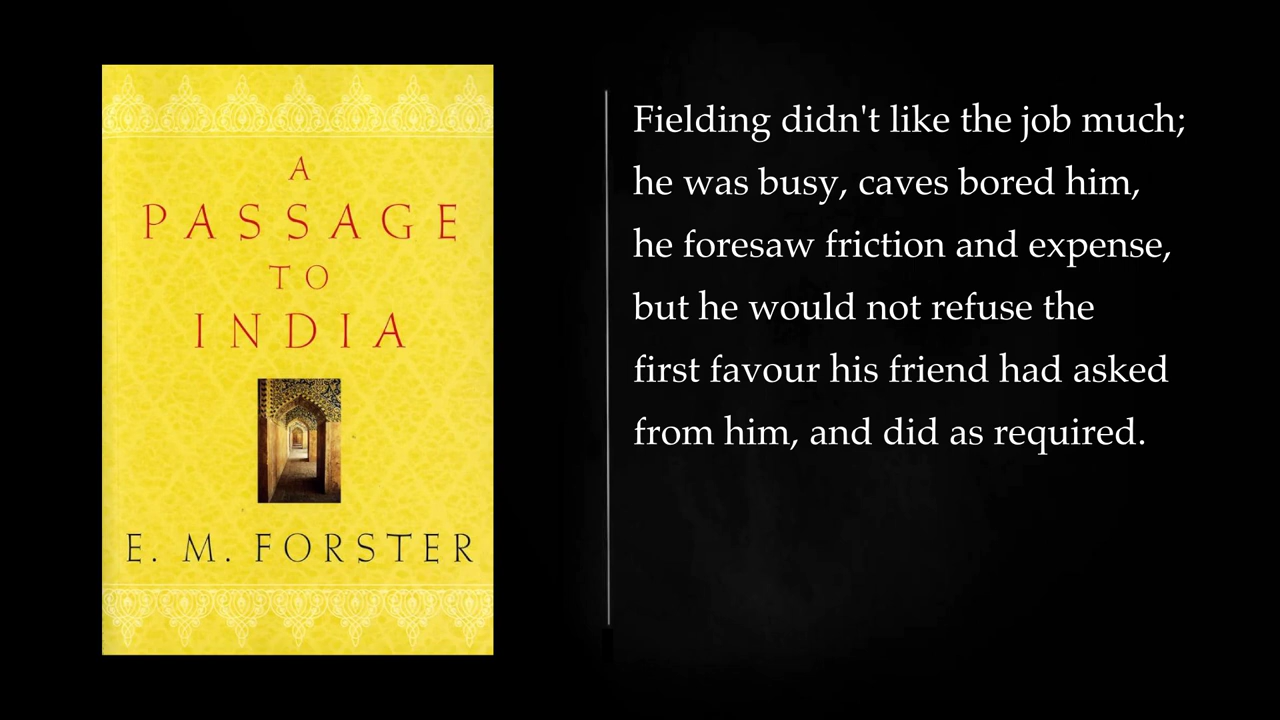 A
PASSAGE
TO
INDIA
E. M. FORSTER
Fielding didn't like the job much;
he was busy, caves bored him,
he foresaw friction and expense,
but he would not refuse the
first favour his friend had asked
from him, and did as required.